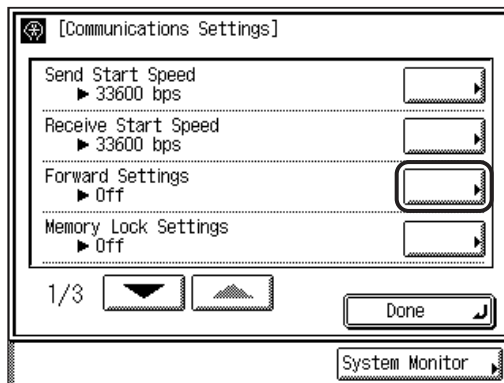 [Communications Settings]
Send Start Speed
▶ 33600 bps
Receive Start Speed
▶ 33600 bps
Forward Settings
▶ Off
Memory Lock Settings
▶ Off
1/3
Done
System Monitor